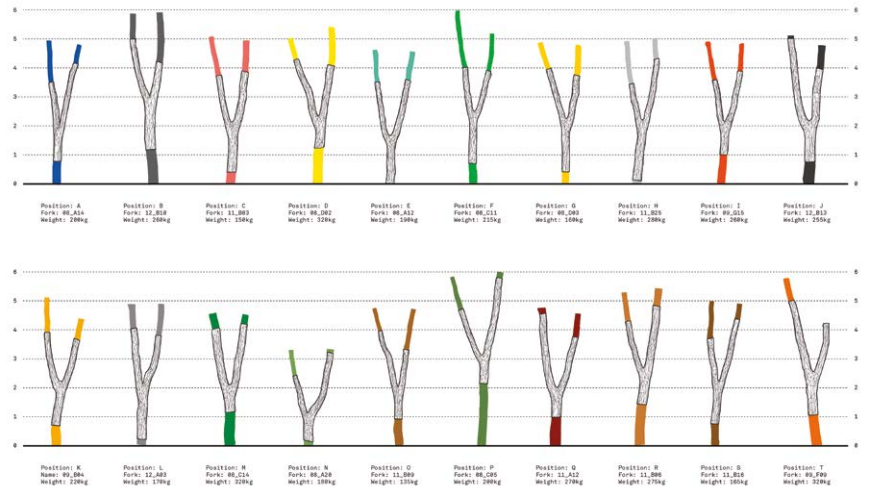 6 6
5 5
4 4
3 3
2 2
1 1
0 0
Position: A
Fork: 08_A14
Weight: 200kg
Position: B
Fork: 12_B10
Weight: 260kg
Position: C
Fork: 11_B03
Weight: 150kg
Position: D
Fork: 08_D02
Weight: 320kg
Position: E
Fork: 08_A12
Weight: 190kg
Position: F
Fork: 08_C11
Weight: 215kg
Position: G
Fork: 08_D03
Weight: 160kg
Position: H
Fork: 11_B25
Weight: 280kg
Position: I
Fork: 09_G15
Weight: 260kg
Position: J
Fork: 12_B13
Weight: 255kg
6 6
5 5
4 4
3 3
2 2
1 1
0 0
Position: K
Name: 09_B04
Weight: 220kg
Position: L
Fork: 12_A03
Weight: 170kg
Position: M
Fork: 08_C14
Weight: 320kg
Position: N
Fork: 08_A20
Weight: 180kg
Position: O
Fork: 11_B09
Weight: 135kg
Position: P
Fork: 08_C05
Weight: 200kg
Position: Q
Fork: 11_A12
Weight: 270kg
Position: R
Fork: 11_B06
Weight: 275kg
Position: S
Fork: 11_B16
Weight: 165kg
Position: T
Fork: 09_F09
Weight: 320kg